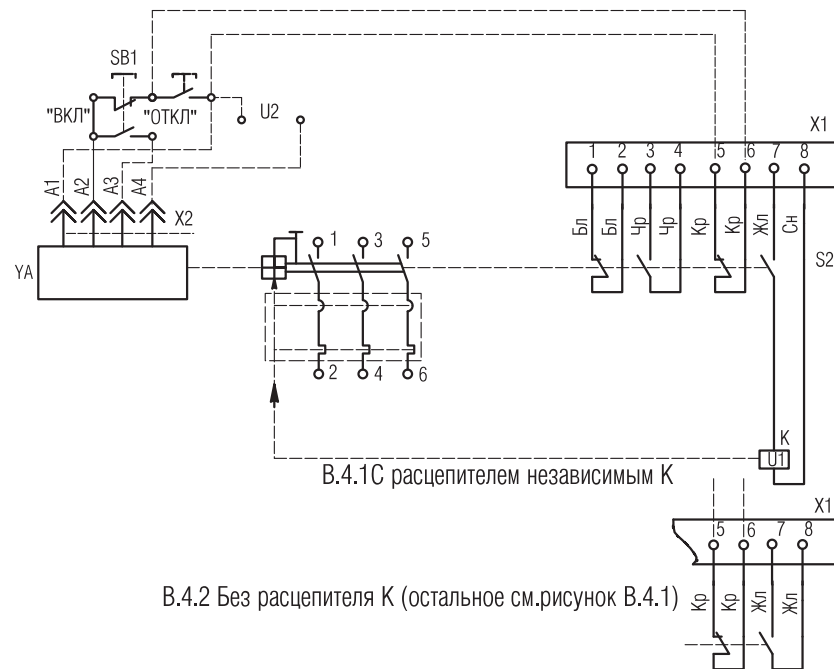 SB1
"ВКЛ"
"ОТКЛ"
U2
A1
A2
A3
A4
X2
YA
1
3
5
2
4
6
X1
1 2 3 4 5 6 7 8
Бл
Бл
Чр
Чр
Кр
Кр
Жл
Сн
S2
K
U1
В.4.1С расцепителем независимым К
X1
5 6 7 8
Кр
Кр
Жл
Жл
В.4.2 Без расцепителя К (остальное см.рисунок В.4.1)